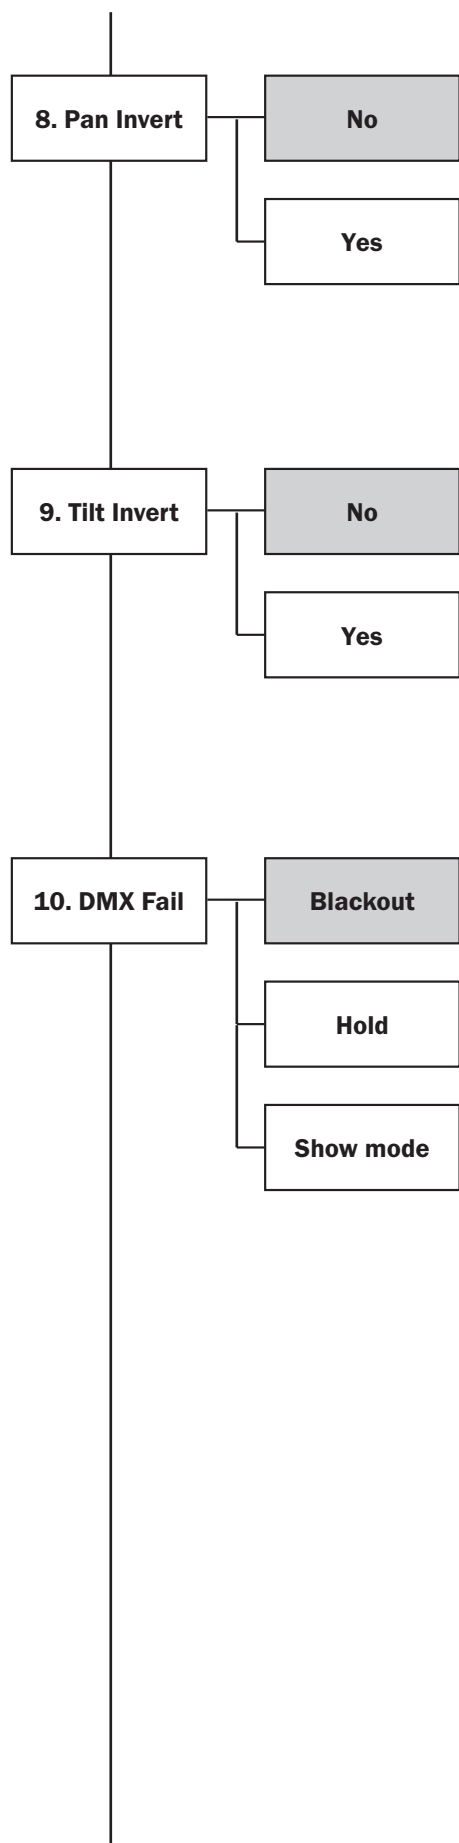 8. Pan Invert
No
Yes
9. Tilt Invert
No
Yes
10. DMX Fail
Blackout
Hold
Show mode